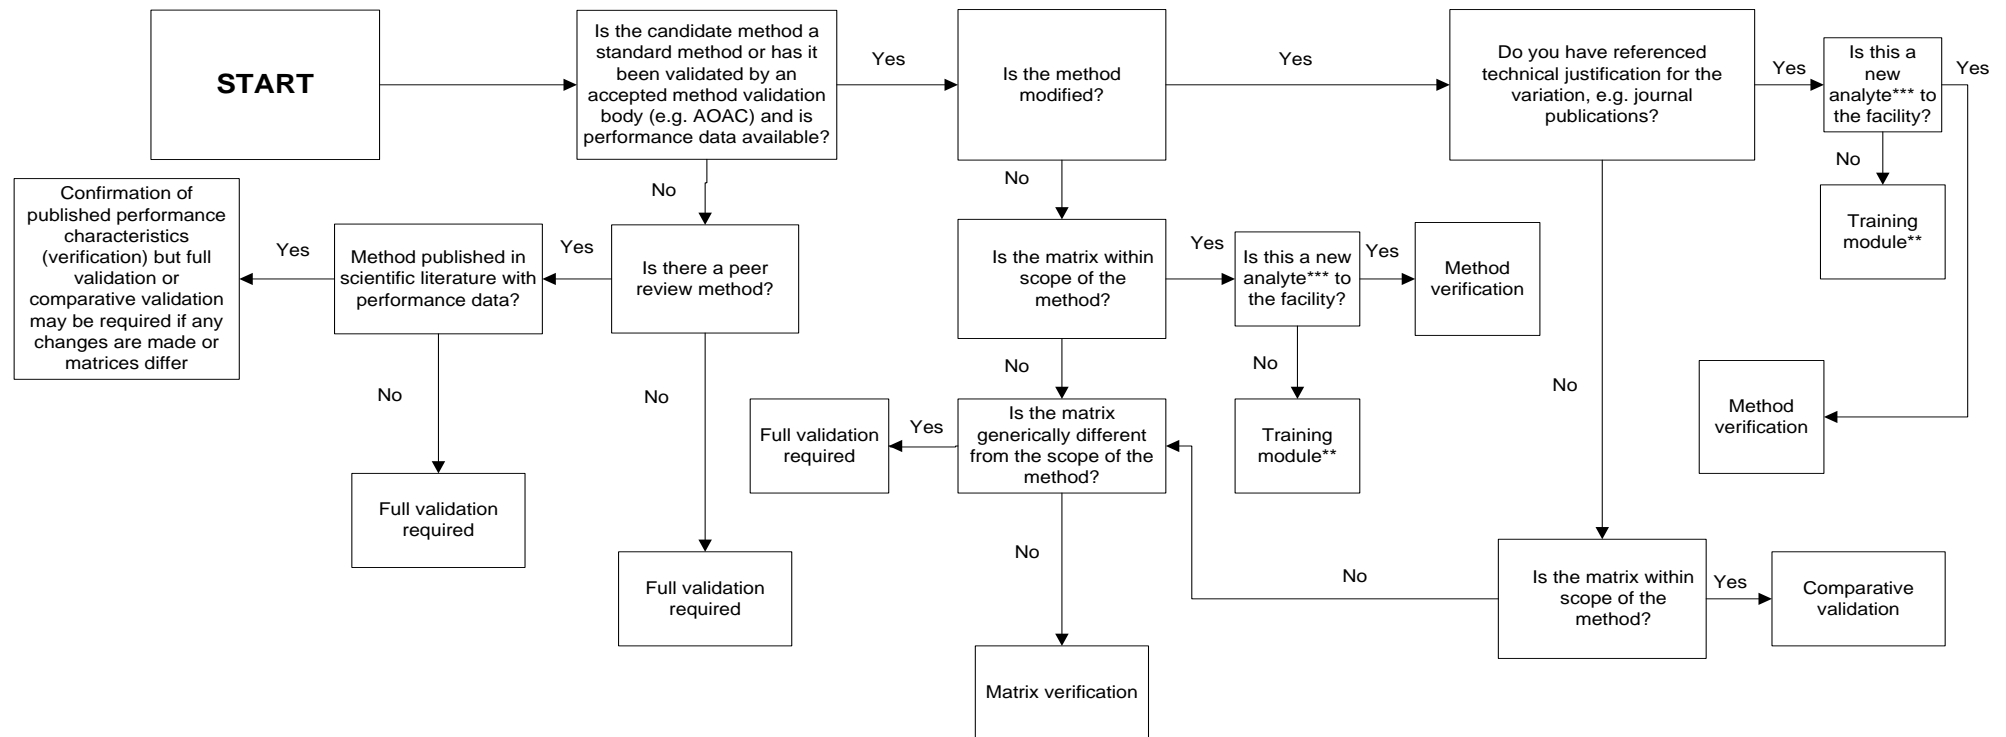 START
Is the candidate method a
standard method or has it
been validated by an
accepted method validation
body (e.g. AOAC) and is
performance data available?
Yes
Is the method
modified?
Yes
Do you have referenced
technical justification for the
variation, e.g. journal
publications?
Yes
Is this a
new
analyte*** to
the facility?
Yes
No
No
No
No
Training
module**
Confirmation of
published performance
characteristics
(verification) but full
validation or
comparative validation
may be required if any
changes are made or
matrices differ
Yes
Method published in
scientific literature with
performance data?
Yes
Is there a peer
review method?
Is the matrix within
scope of the
method?
Yes
Is this a new
analyte*** to
the facility?
Yes
Method
verification
No
No
No
No
No
Method
verification
Full validation
required
Yes
Is the matrix
generically different
from the scope of the
method?
Training
module**
Full validation
required
Full validation
required
No
No
Is the matrix within
scope of the
method?
Yes
Comparative
validation
Matrix verification